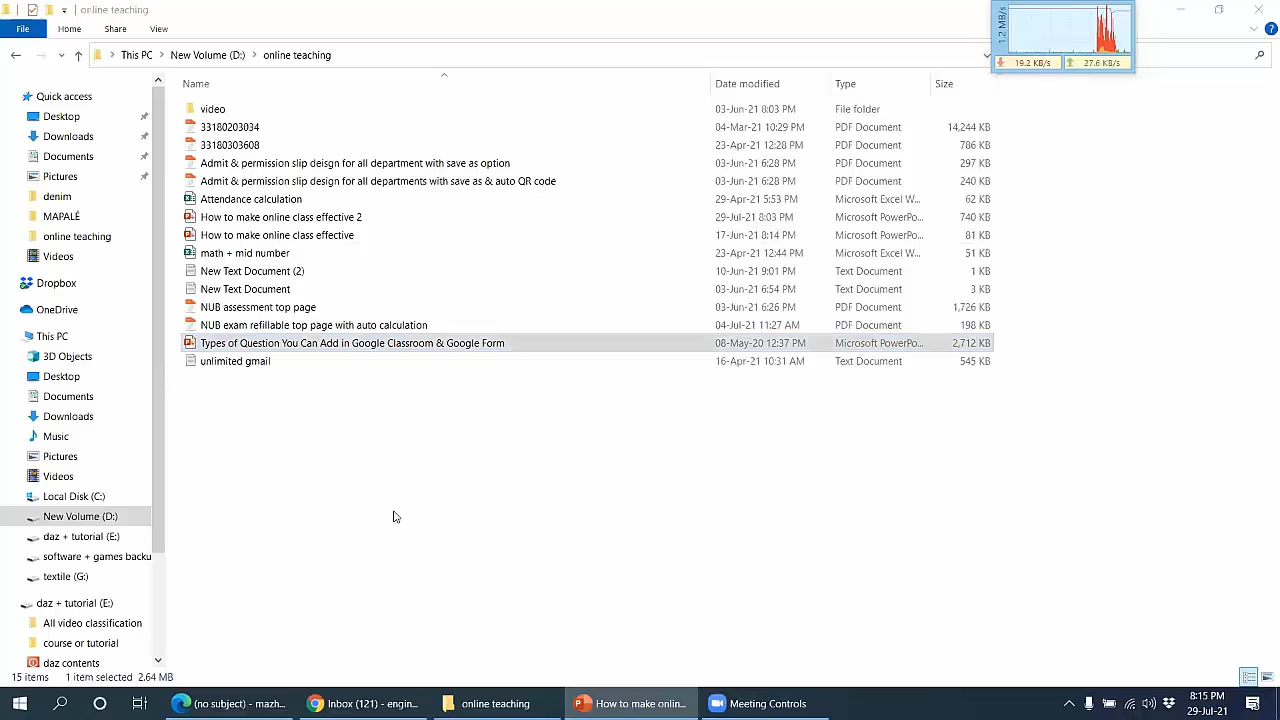 online teaching
1.2 MB/s
19.2 KB/s 27.6 KB/s
File Home Share View
This PC New Volume (D:) online teaching
Name Date modified Type Size
video 03-Jun-21 8:03 PM File folder
33180203034 04-Mar-21 10:29 PM PDF Document 14,244 KB
33180303608 23-Apr-21 12:28 PM PDF Document 786 KB
Admit & permission slip deisgn for all department with save as option 03-Jun-21 6:28 PM PDF Document 297 KB
Admit & permission slip deisgn for all departments with save as & auto QR code 03-Jun-21 6:28 PM PDF Document 240 KB
Attendance calculation 29-Apr-21 5:53 PM Microsoft Excel W... 62 KB
How to make online class effective 2 29-Jul-21 8:03 PM Microsoft PowerPo... 740 KB
How to make online class effective 17-Jun-21 8:14 PM Microsoft PowerPo... 81 KB
math + mid number 23-Apr-21 12:44 PM Microsoft Excel W... 51 KB
New Text Document (2) 10-Jun-21 9:01 PM Text Document 1 KB
New Text Document 03-Jun-21 6:54 PM Text Document 3 KB
NUB assessment top page 03-Jun-21 6:26 PM PDF Document 1,726 KB
NUB exam refillable top page with auto calculation 04-Jul-21 11:27 AM PDF Document 198 KB
Types of Question You Can Add in Google Classroom & Google Form 08-May-20 12:37 PM Microsoft PowerPo... 2,712 KB
unlimited gmail 16-Apr-21 10:31 AM Text Document 545 KB
Quick access
Desktop
Downloads
Documents
Pictures
denim
MAPALÉ
online teaching
Videos
Dropbox
OneDrive
This PC
3D Objects
Desktop
Documents
Downloads
Music
Pictures
Videos
Local Disk (C:)
New Volume (D:)
daz + tutorial (E:)
software + games backu
textile (G:)
daz + tutorial (E:)
All video classification
course or tutorial
daz contents
15 items 1 item selected 2.64 MB
(no subject) - mazh... Inbox (121) - engin... online teaching How to make onlin... Meeting Controls
8:15 PM
29-Jul-21